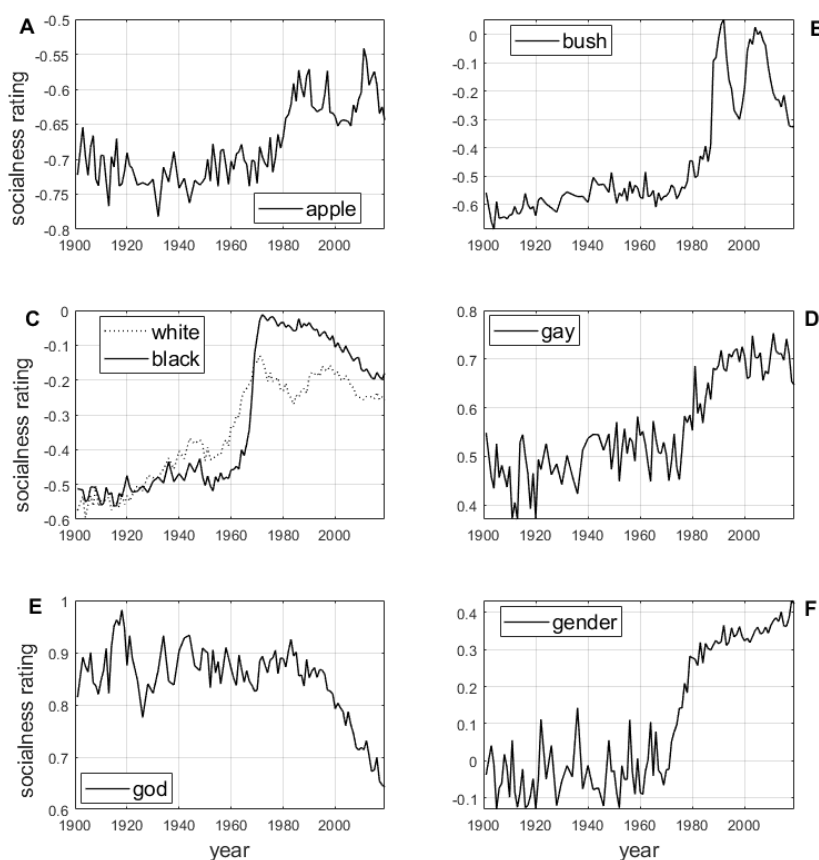 A
-0.5
-0.55
-0.6
-0.65
-0.7
-0.75
-0.8
socialness rating
apple
1900 1920 1940 1960 1980 2000
B
0
-0.1
-0.2
-0.3
-0.4
-0.5
-0.6
bush
1900 1920 1940 1960 1980 2000
C
0
-0.1
-0.2
-0.3
-0.4
-0.5
-0.6
socialness rating
white
black
1900 1920 1940 1960 1980 2000
D
0.8
0.7
0.6
0.5
0.4
gay
1900 1920 1940 1960 1980 2000
E
1
0.9
0.8
0.7
0.6
socialness rating
god
1900 1920 1940 1960 1980 2000
year
F
0.4
0.3
0.2
0.1
0
-0.1
gender
1900 1920 1940 1960 1980 2000
year